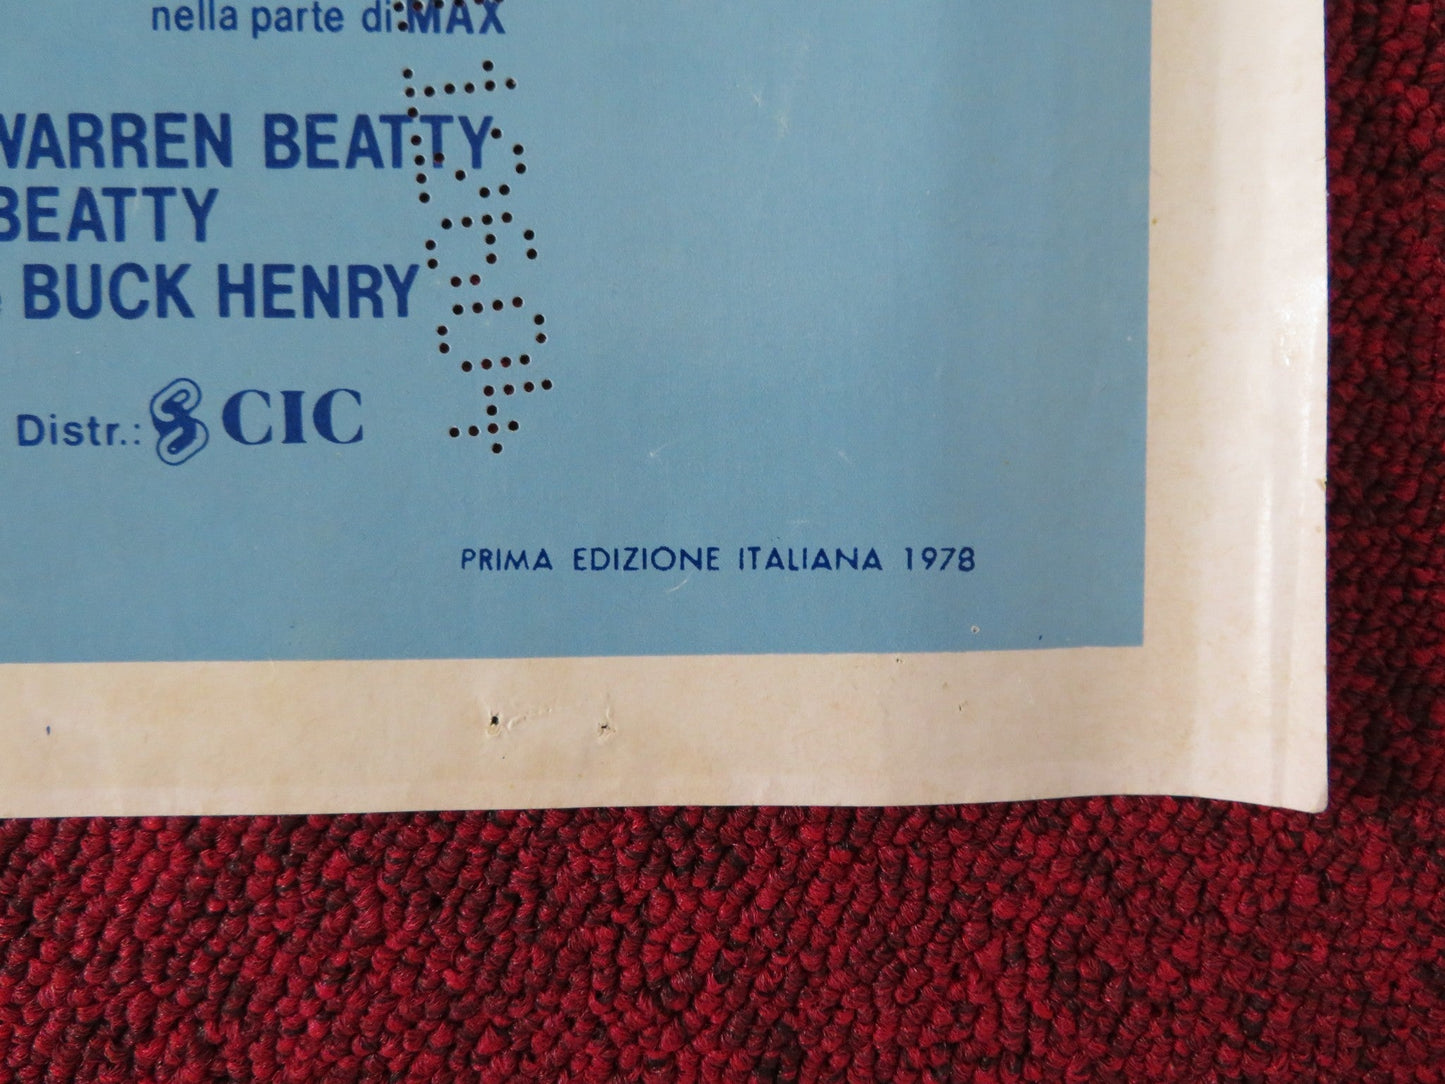 nella parte di MAX
WARREN BEATTY
BEATTY
BUCK HENRY
Distr.: CIC
PRIMA EDIZIONE ITALIANA 1978